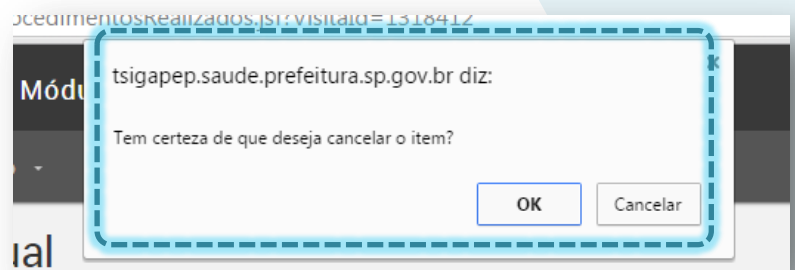 ocedimentosRealizados.jsf?VisitaId=1318412
Módu
tsigapep.saude.prefeitura.sp.gov.br diz:
Tem certeza de que deseja cancelar o item?
OK Cancelar
ual